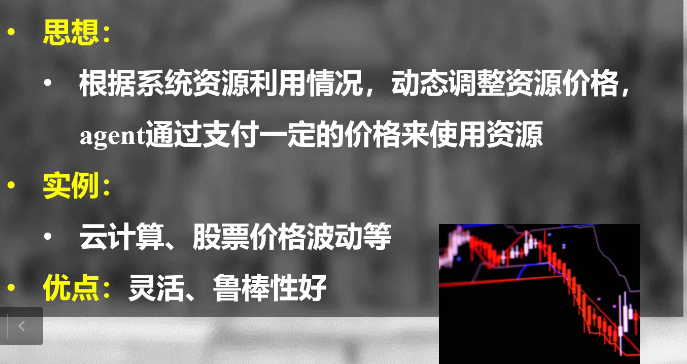 • 思想：
• 根据系统资源利用情况，动态调整资源价格，
agent通过支付一定的价格来使用资源
• 实例：
• 云计算、股票价格波动等
• 优点：灵活、鲁棒性好